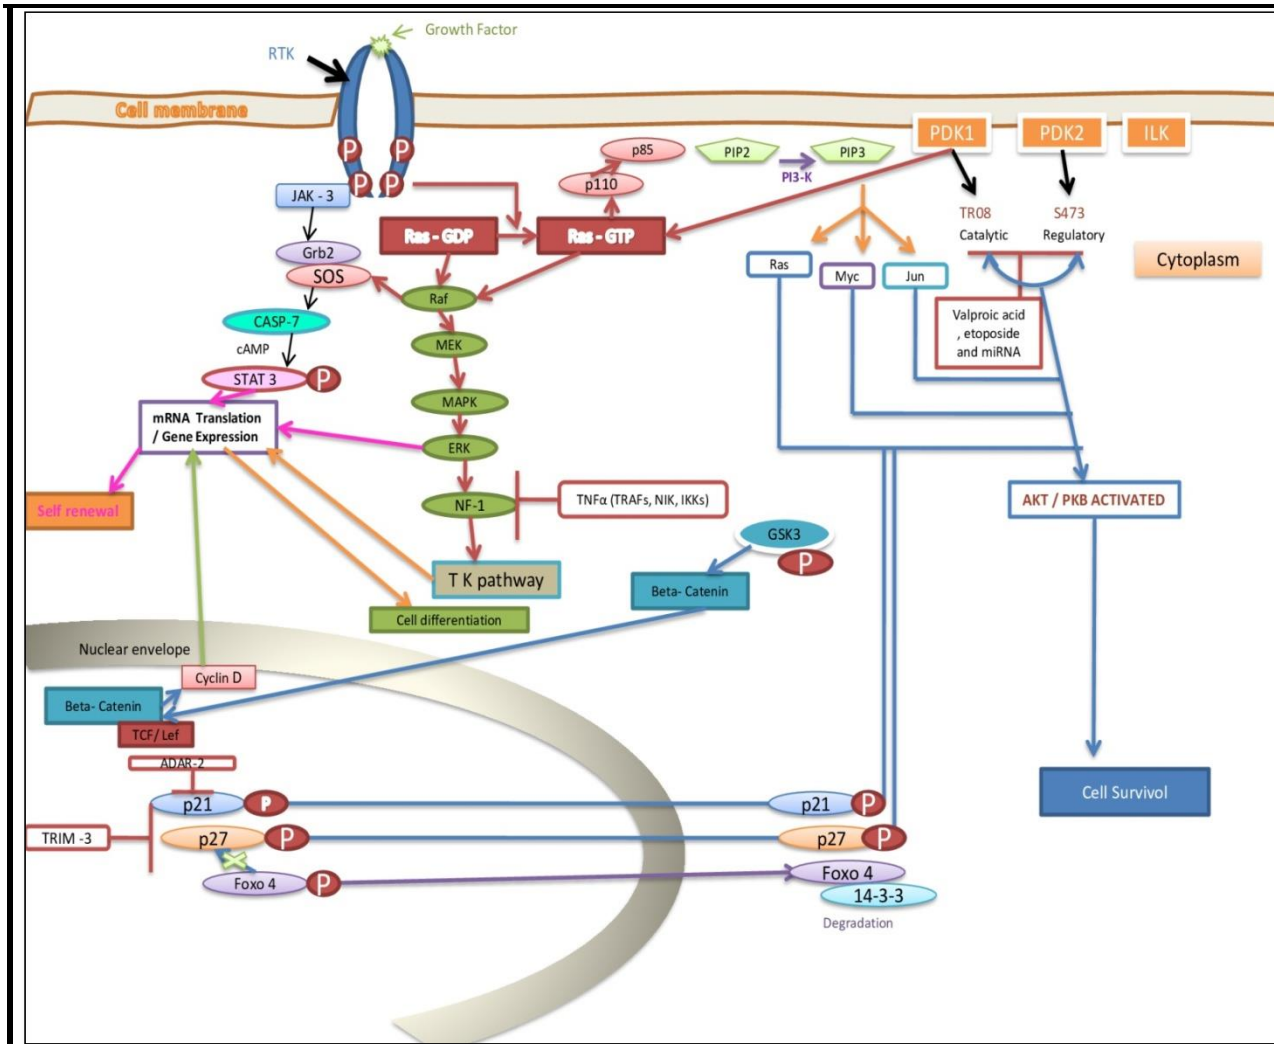 Growth Factor
RTK
Cell membrane
P
P
P
P
JAK - 3
Grb2
SOS
CASP-7
cAMP
STAT 3
P
mRNA Translation
/ Gene Expression
Self renewal
Ras - GDP
Ras - GTP
p110
p85
PIP2
PI3-K
PIP3
PDK1
PDK2
ILK
TR08
S473
Catalytic
Regulatory
Cytoplasm
Ras
Myc
Jun
Valproic acid
, etoposide
and miRNA
Raf
MEK
MAPK
ERK
NF-1
TNFα (TRAFs, NIK, IKKs)
T K pathway
Cell differentiation
GSK3
P
Beta- Catenin
AKT / PKB ACTIVATED
Cell Survivol
Nuclear envelope
Cyclin D
Beta- Catenin
TCF/ Lef
ADAR-2
p21
P
TRIM -3
p27
P
Foxo 4
P
p21
P
p27
P
Foxo 4
14-3-3
Degradation